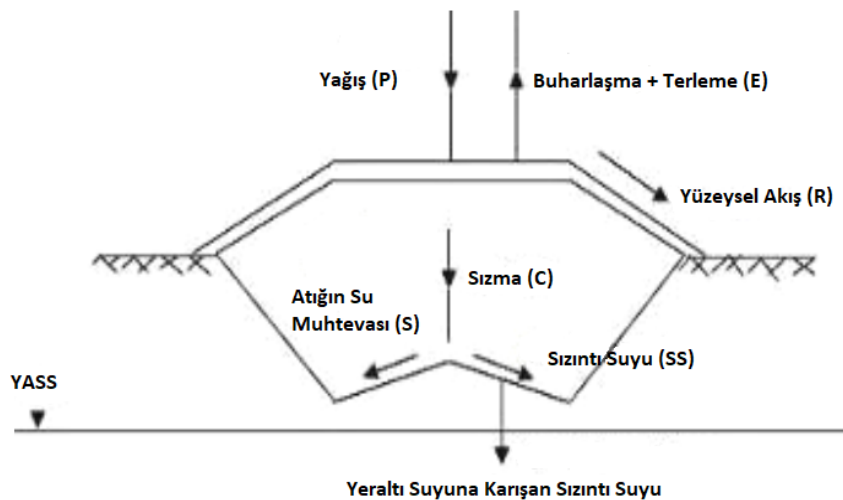 Yağış (P)
Buharlaşma + Terleme (E)
Yüzeysel Akış (R)
Sızma (C)
Atığın Su
Muhtevası (S)
Sızıntı Suyu (SS)
YASS
Yeraltı Suyuna Karışan Sızıntı Suyu